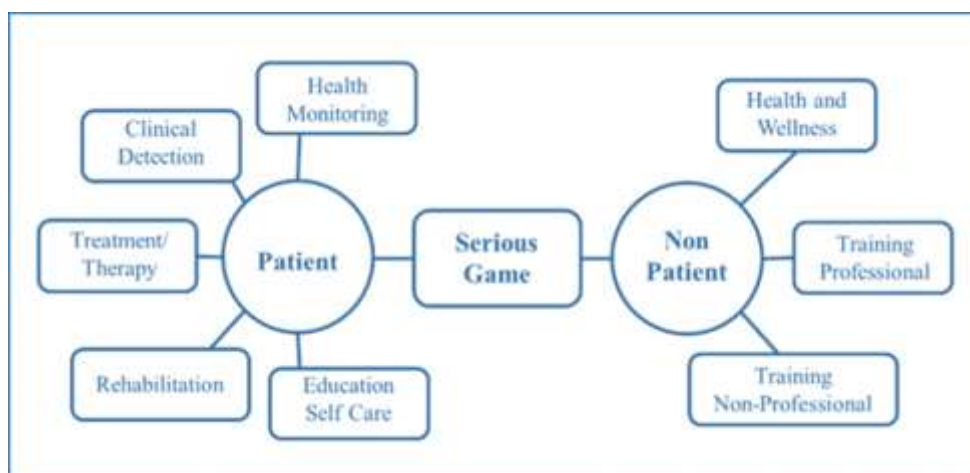 Health
Monitoring
Clinical
Detection
Treatment/
Therapy
Rehabilitation
Education
Self Care
Patient
Serious
Game
Non
Patient
Health and
Wellness
Training
Professional
Training
Non-Professional